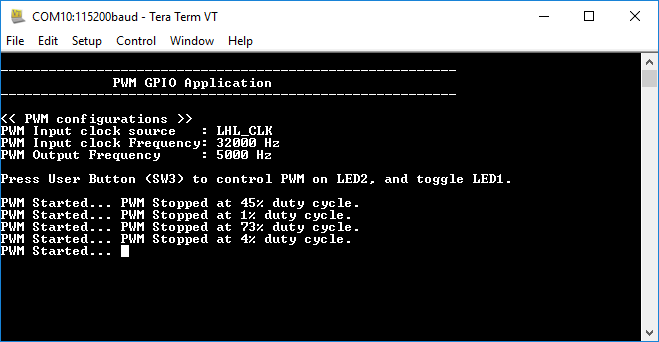 COM10:115200baud - Tera Term VT
File Edit Setup Control Window Help
------------------------------------------------------------
PWM GPIO Application
------------------------------------------------------------
<< PWM configurations >>
PWM Input clock source : LHL_CLK
PWM Input clock Frequency: 32000 Hz
PWM Output Frequency : 5000 Hz
Press User Button (SW3) to control PWM on LED2, and toggle LED1.
PWM Started... PWM Stopped at 45% duty cycle.
PWM Started... PWM Stopped at 1% duty cycle.
PWM Started... PWM Stopped at 73% duty cycle.
PWM Started... PWM Stopped at 4% duty cycle.
PWM Started...